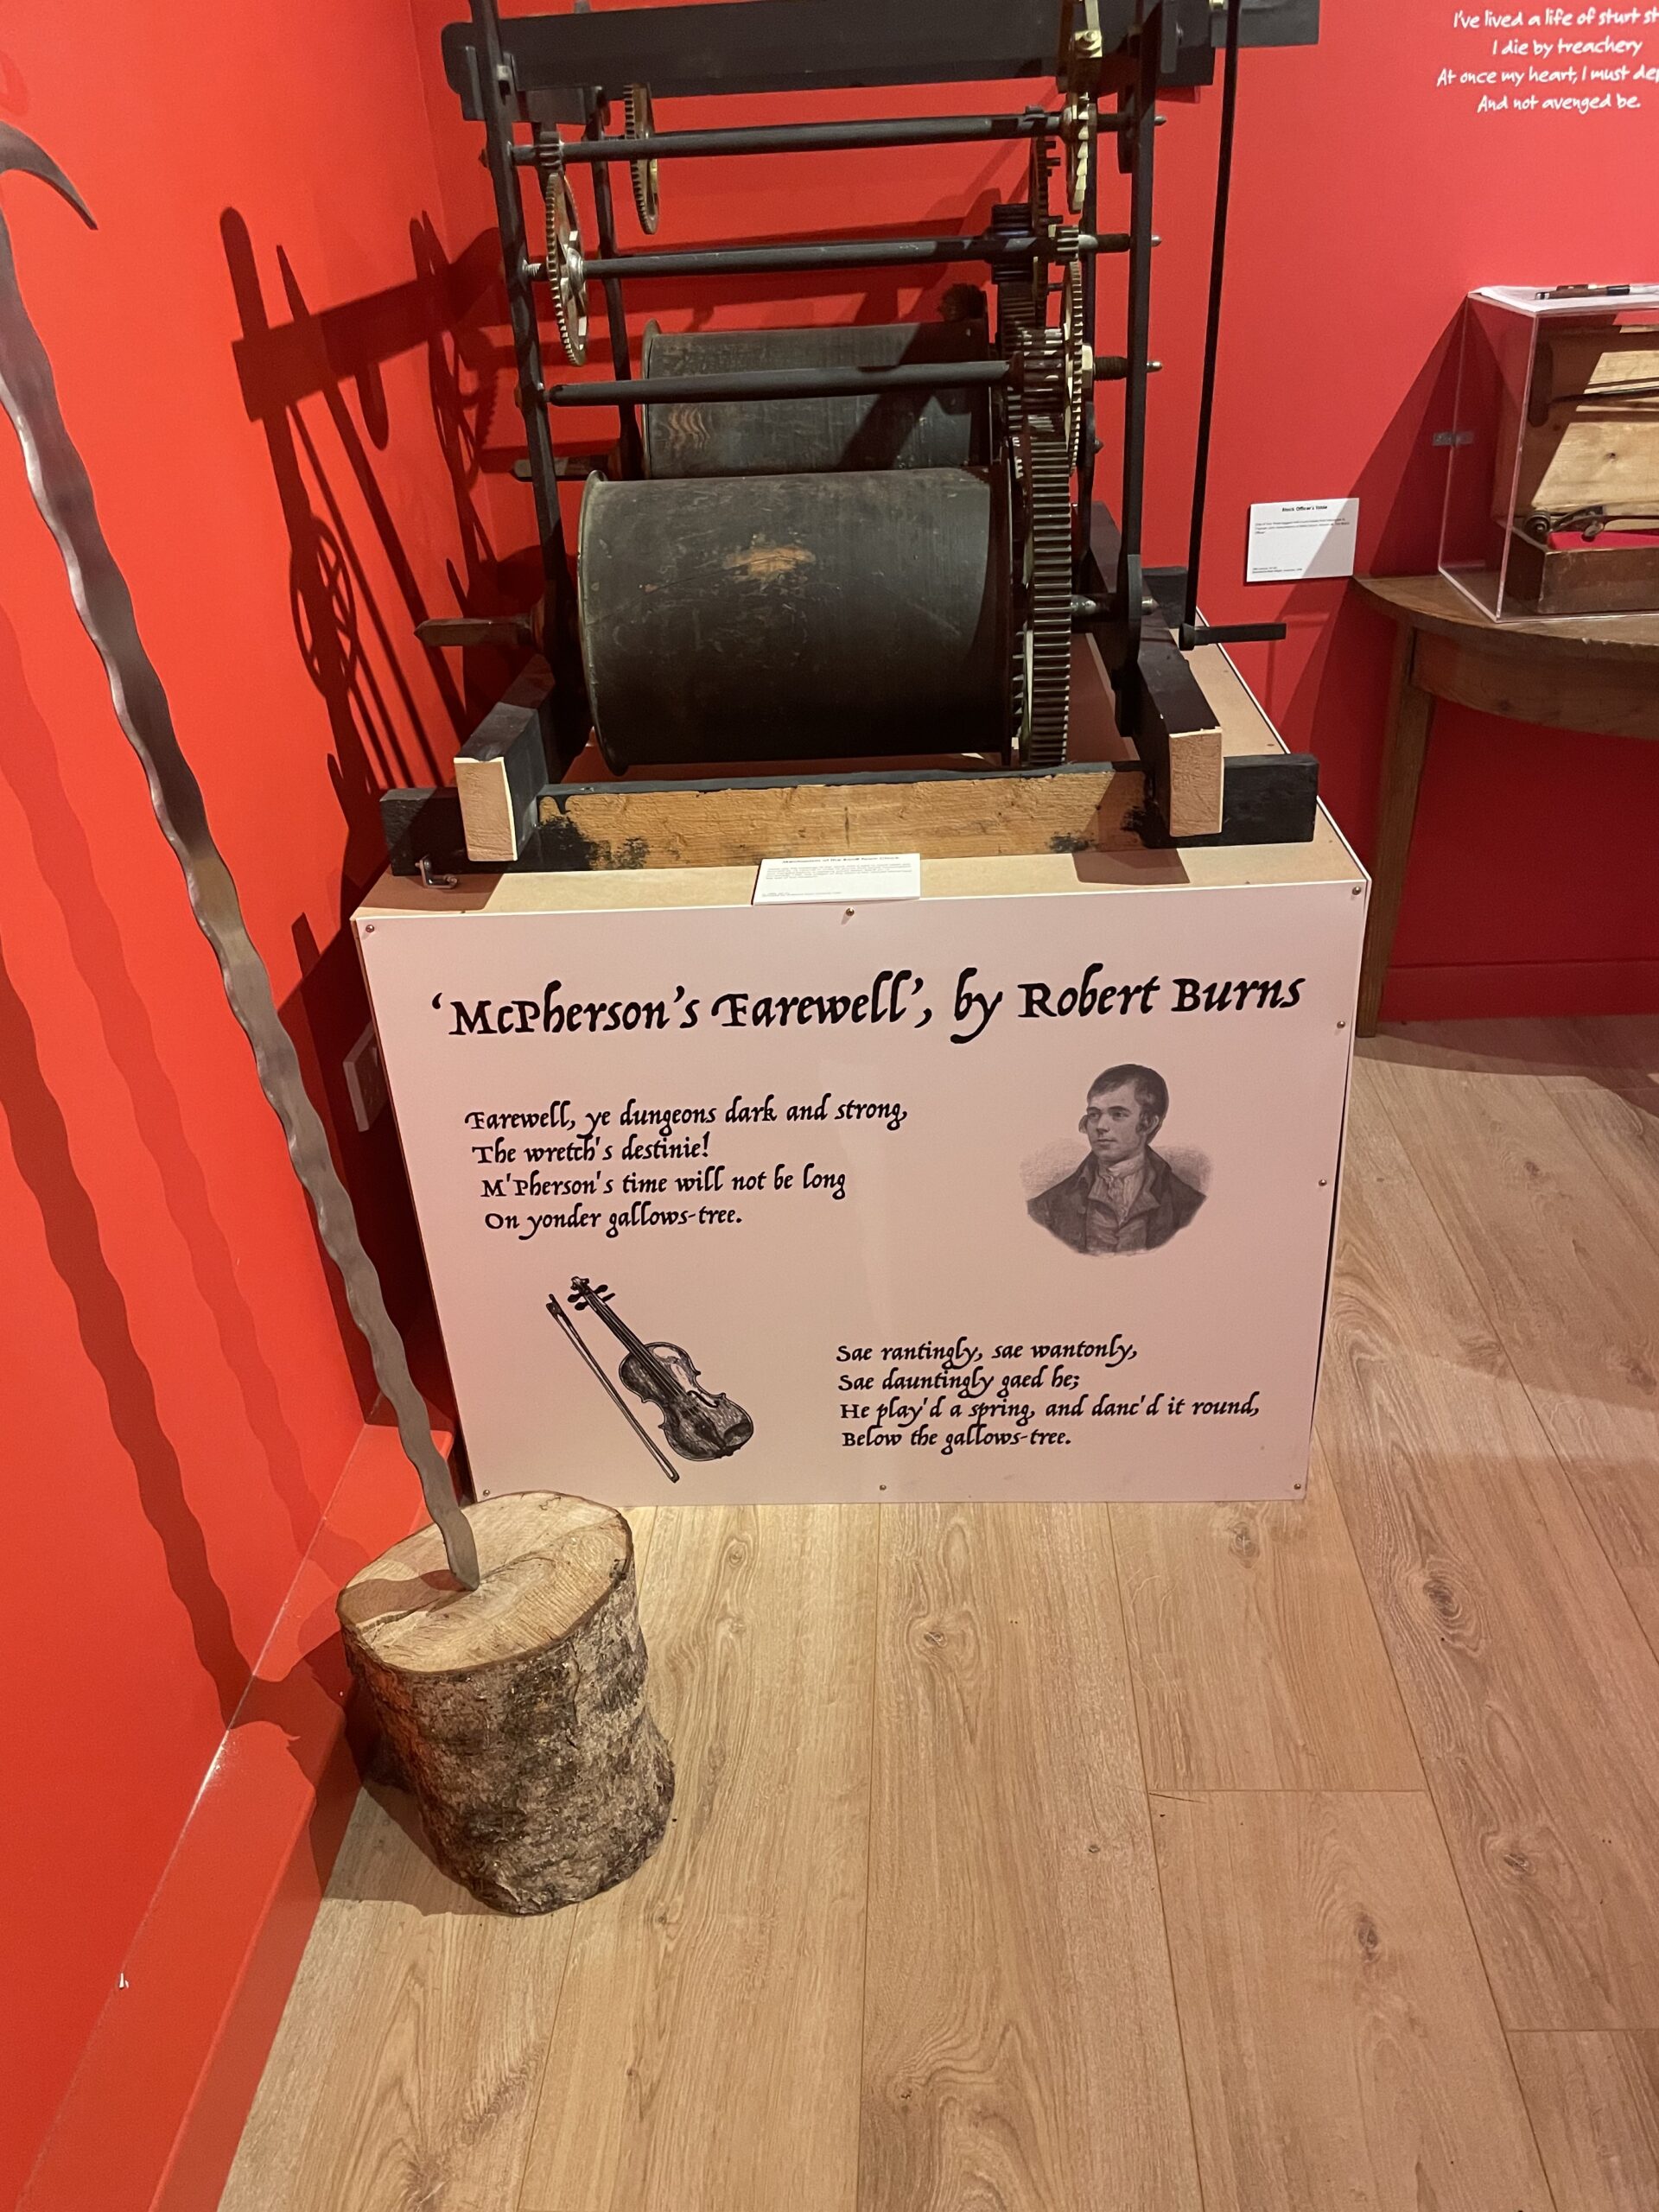 I've lived a life of sturt
I die by treachery
At once my heart, I must
And not avenged be.
Mock Officer's Table
'McPherson's Farewell', by Robert Burns
Farewell, ye dungeons dark and strong,
The wretch's destinie!
M'Pherson's time will not be long
On yonder gallows-tree.
Sae rantingly, sae wantonly,
Sae dauntingly gaed he;
He play'd a spring, and danc'd it round,
Below the gallows-tree.